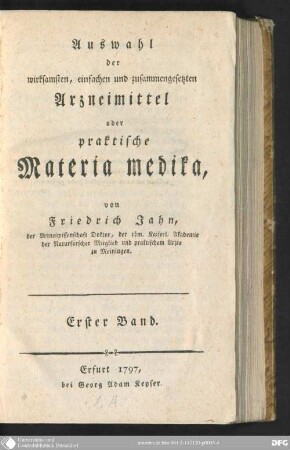 Auswahl
der
wirksamsten, einfachen und zusammengesetzten
Arzneimittel
oder
praktische
Materia medika,
von
Friedrich Jahn,
der Arzneiwissenschaft Doktor, der röm. Kaiserl. Akademie
der Naturforscher Mitglied und praktischem Arzte
zu Meiningen.
Erster Band.
Erfurt 1797,
bei Georg Adam Keyser.
DFG